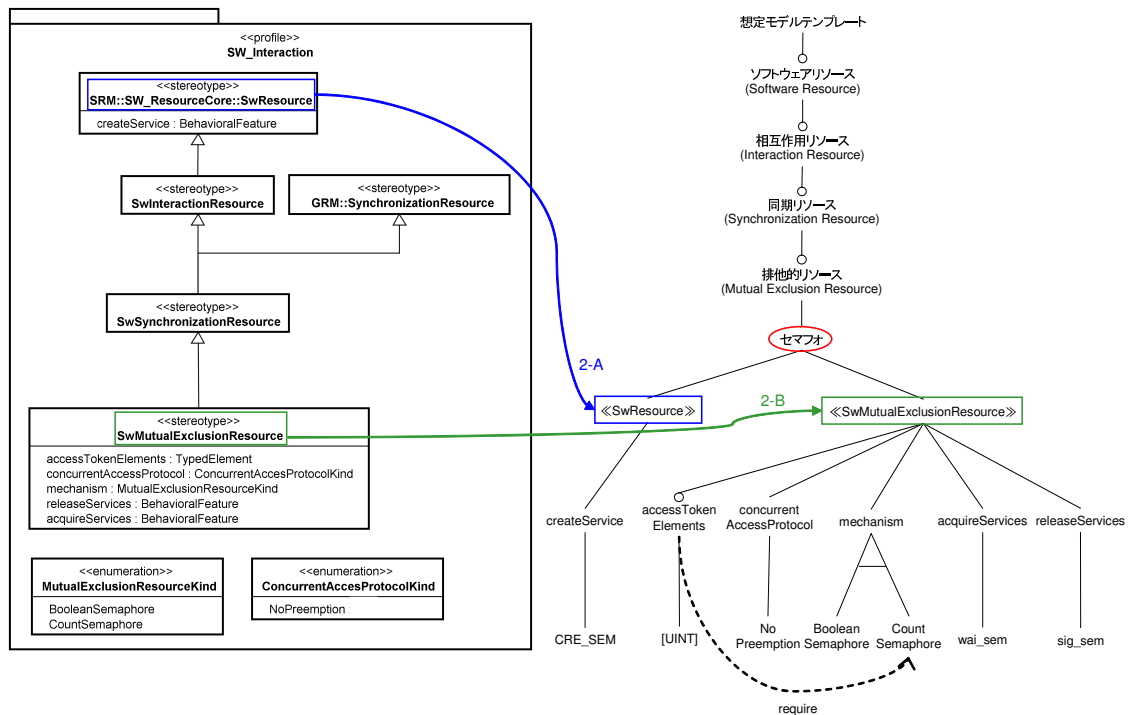 <<profile>>
SW_Interaction
<<stereotype>>
SRM::SW_ResourceCore::SwResource
createService : BehavioralFeature
<<stereotype>>
SwInteractionResource
<<stereotype>>
GRM::SynchronizationResource
<<stereotype>>
SwSynchronizationResource
<<stereotype>>
SwMutualExclusionResource
accessTokenElements : TypedElement
concurrentAccessProtocol : ConcurrentAccesProtocolKind
mechanism : MutualExclusionResourceKind
releaseServices : BehavioralFeature
acquireServices : BehavioralFeature
<<enumeration>>
MutualExclusionResourceKind
BooleanSemaphore
CountSemaphore
<<enumeration>>
ConcurrentAccesProtocolKind
NoPreemption
想定モデルテンプレート
ソフトウェアリソース
(Software Resource)
相互作用リソース
(Interaction Resource)
同期リソース
(Synchronization Resource)
排他的リソース
(Mutual Exclusion Resource)
セマフォ
2-A
2-B
≪SwResource≫
≪SwMutualExclusionResource≫
createService
accessToken
Elements
concurrent
AccessProtocol
mechanism
acquireServices
releaseServices
CRE_SEM
[UINT]
No
Preemption
Boolean
Semaphore
Count
Semaphore
wai_sem
sig_sem
require